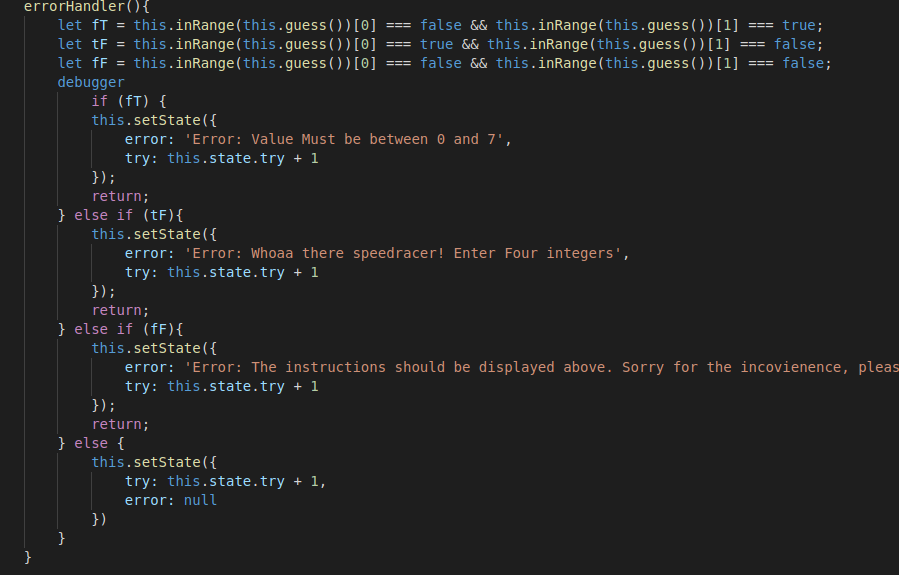 errorHandler(){
let fT = this.inRange(this.guess())[0] === false && this.inRange(this.guess())[1] === true;
let tF = this.inRange(this.guess())[0] === true && this.inRange(this.guess())[1] === false;
let fF = this.inRange(this.guess())[0] === false && this.inRange(this.guess())[1] === false;
debugger
if (fT) {
this.setState({
error: 'Error: Value Must be between 0 and 7',
try: this.state.try + 1
});
return;
} else if (tF){
this.setState({
error: 'Error: Whoaa there speedracer! Enter Four integers',
try: this.state.try + 1
});
return;
} else if (fF){
this.setState({
error: 'Error: The instructions should be displayed above. Sorry for the incovienence, pleas
try: this.state.try + 1
});
return;
} else {
this.setState({
try: this.state.try + 1,
error: null
})
}
}